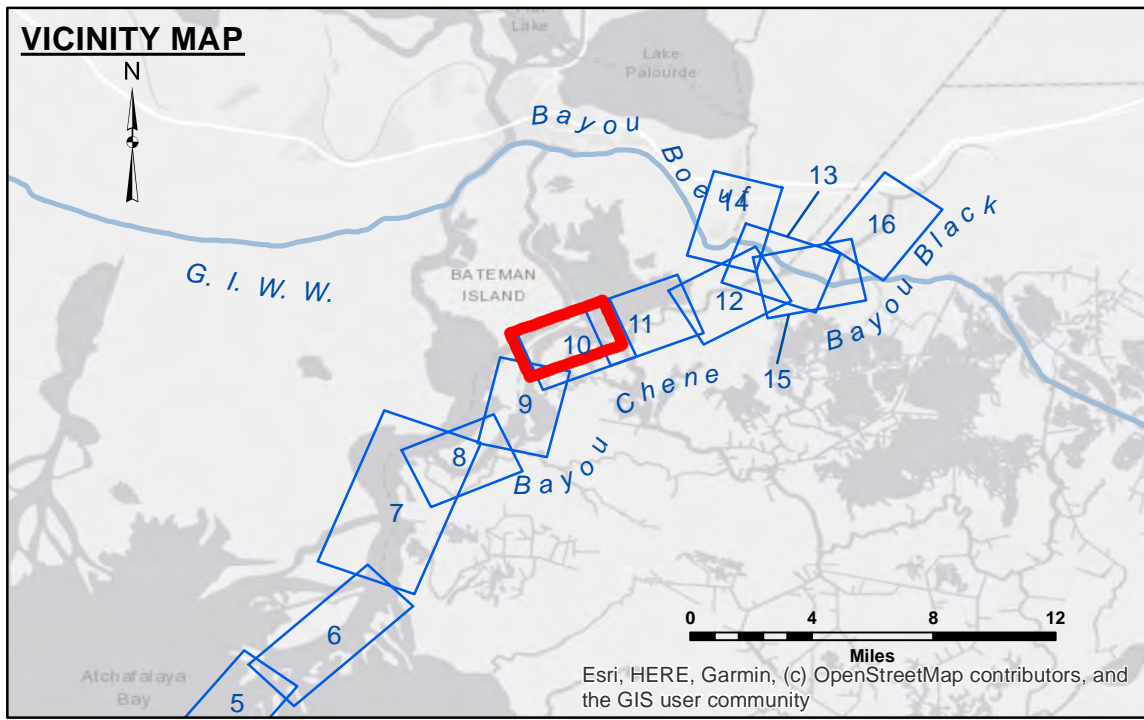 VICINITY MAP
N
Lake
Lake
Palourde
Bayou
Boeuf
13
14
16
Bayou Black
G. I. W. W.
BATEMAN
ISLAND
12
11
10
15
Bayou Chene
9
8
7
6
5
Atchafalaya
Bay
0 4 8 12
Miles
Esri, HERE, Garmin, (c) OpenStreetMap contributors, and
the GIS user community